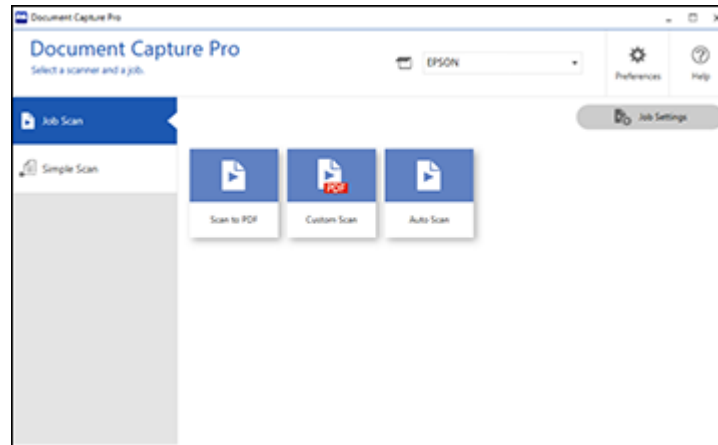 Document Capture Pro
Document Capture Pro
Select a scanner and a job.
EPSON
Preferences
Help
Job Scan
Job Settings
Simple Scan
PDF
Scan to PDF
Custom Scan
Auto Scan